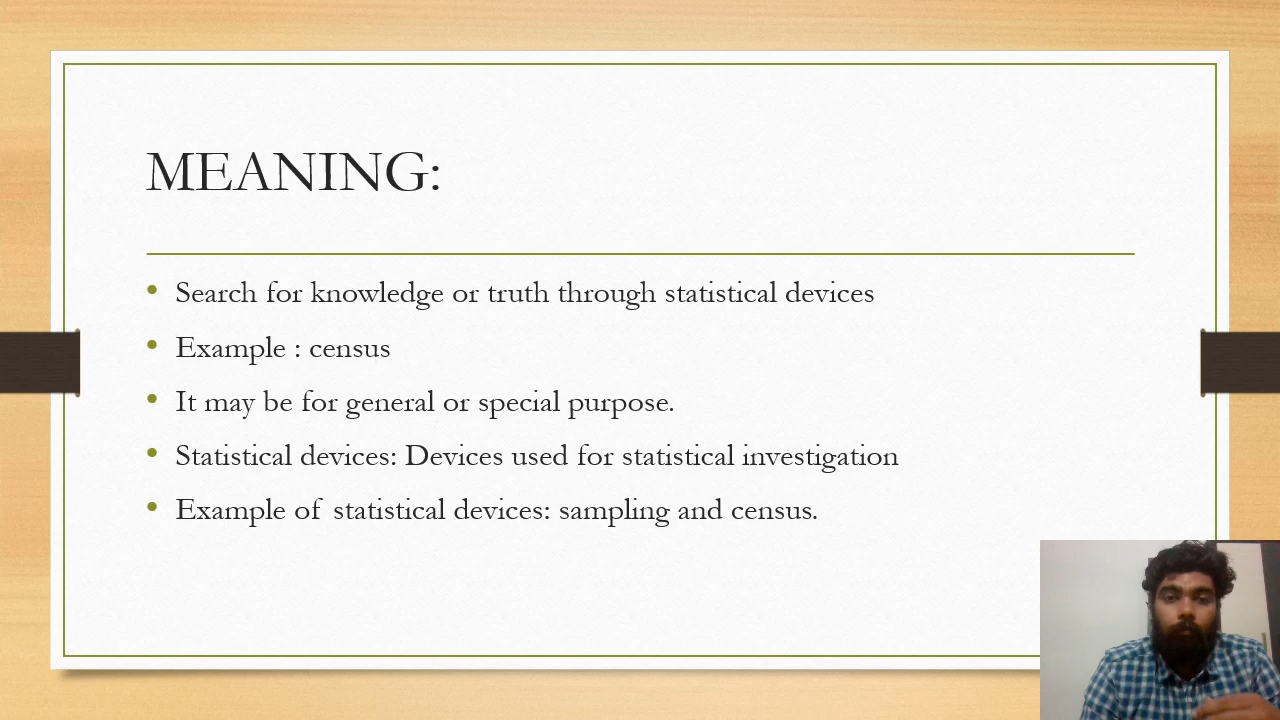 MEANING:
• Search for knowledge or truth through statistical devices
• Example : census
• It may be for general or special purpose.
• Statistical devices: Devices used for statistical investigation
• Example of statistical devices: sampling and census.